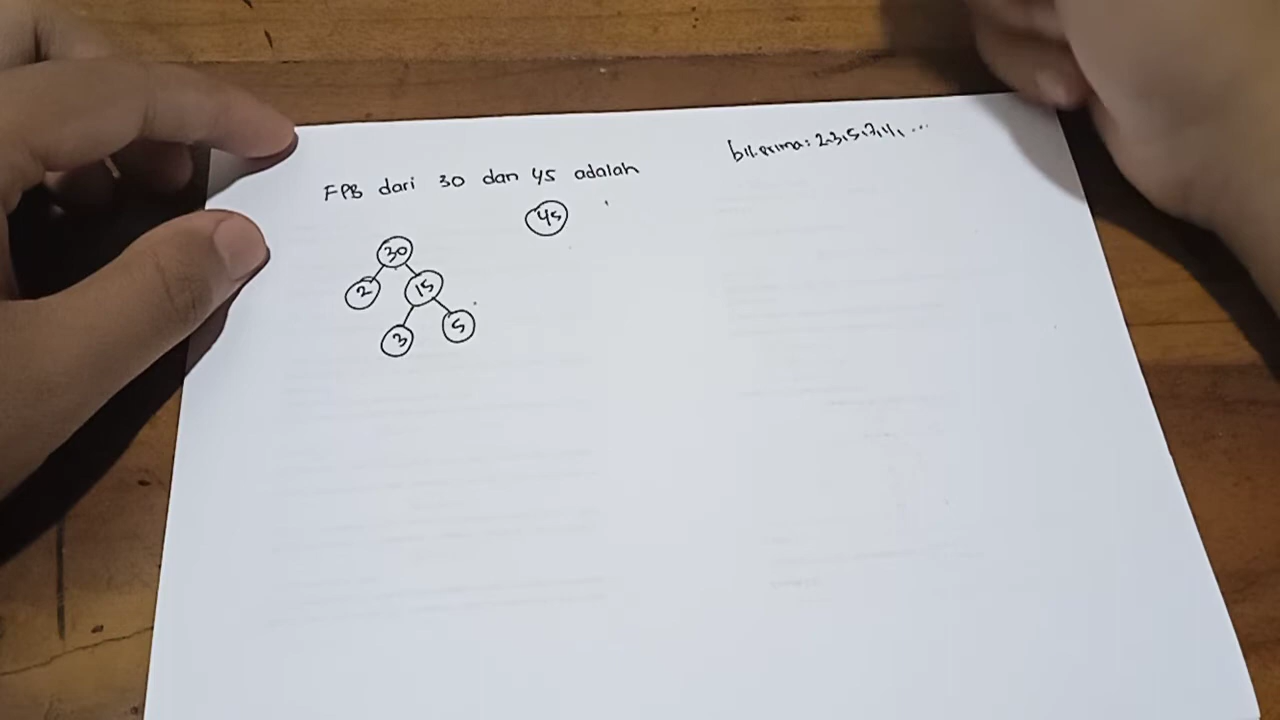 FPB dari 30 dan 45 adalah
bil.prima: 2,3,5,7,11, ...
45
30
2 15
3 5